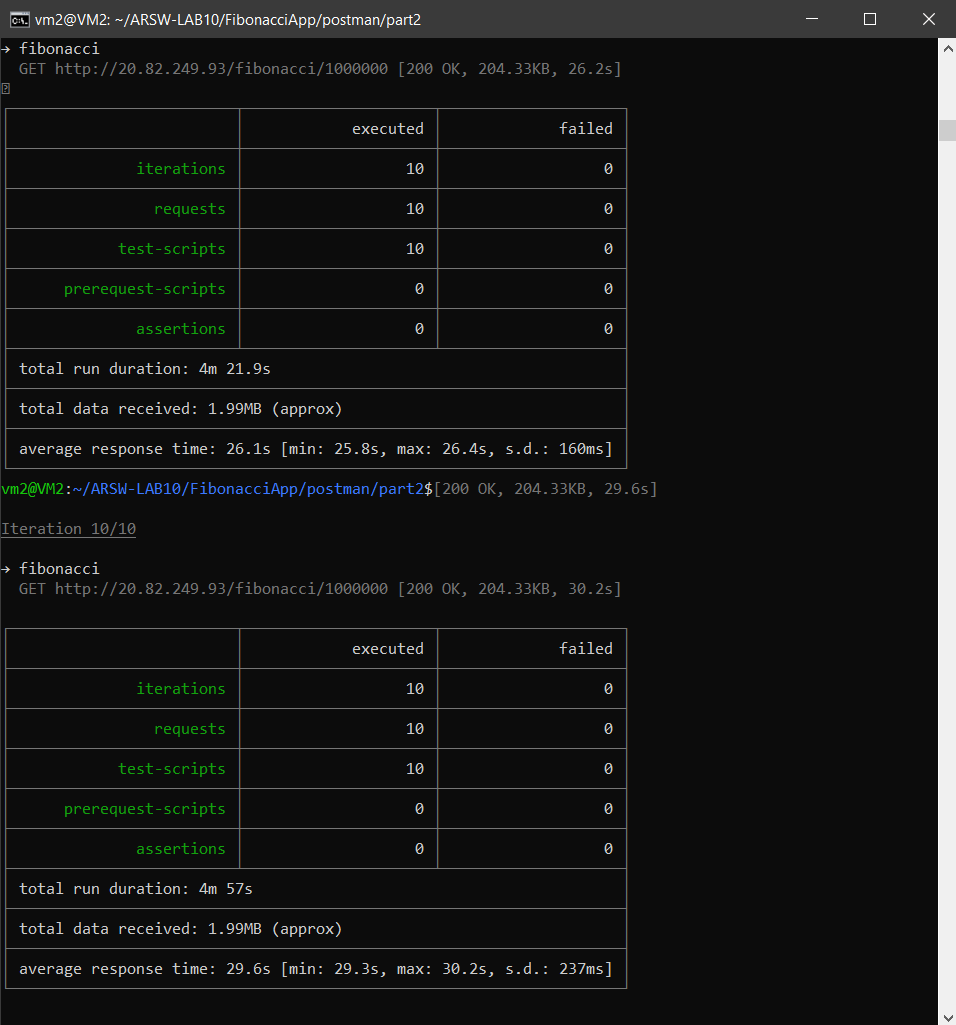 vm2@VM2: ~/ARSW-LAB10/FibonacciApp/postman/part2
→ fibonacci
GET http://20.82.249.93/fibonacci/1000000 [200 OK, 204.33KB, 26.2s]
executed failed
iterations 10 0
requests 10 0
test-scripts 10 0
prerequest-scripts 0 0
assertions 0 0
total run duration: 4m 21.9s
total data received: 1.99MB (approx)
average response time: 26.1s [min: 25.8s, max: 26.4s, s.d.: 160ms]
vm2@VM2:~/ARSW-LAB10/FibonacciApp/postman/part2$[200 OK, 204.33KB, 29.6s]
Iteration 10/10
→ fibonacci
GET http://20.82.249.93/fibonacci/1000000 [200 OK, 204.33KB, 30.2s]
executed failed
iterations 10 0
requests 10 0
test-scripts 10 0
prerequest-scripts 0 0
assertions 0 0
total run duration: 4m 57s
total data received: 1.99MB (approx)
average response time: 29.6s [min: 29.3s, max: 30.2s, s.d.: 237ms]